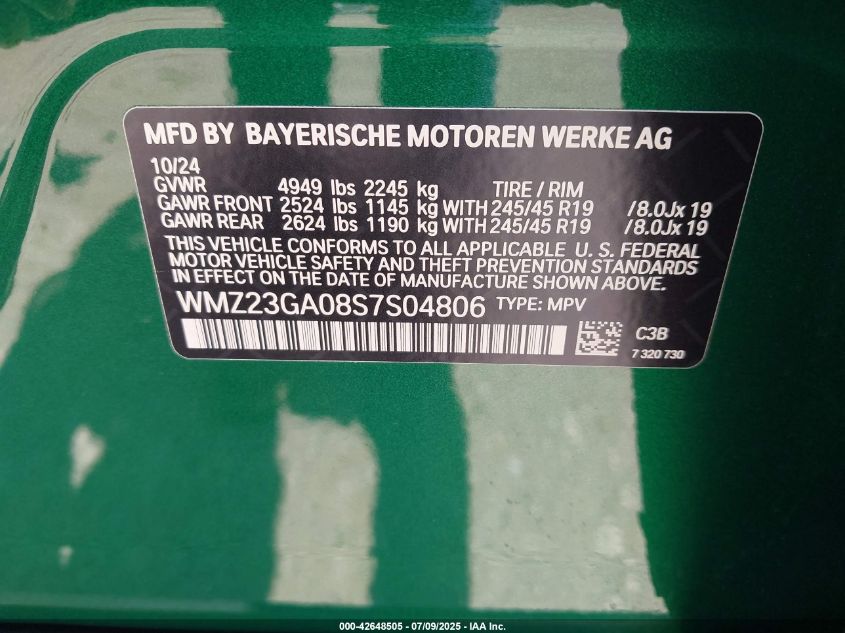 MFD BY BAYERISCHE MOTOREN WERKE AG
10/24
GVWR 4949 lbs 2245 kg TIRE / RIM
GAWR FRONT 2524 lbs 1145 kg WITH 245/45 R19 /8.0Jx 19
GAWR REAR 2624 lbs 1190 kg WITH 245/45 R19 /8.0Jx 19
THIS VEHICLE CONFORMS TO ALL APPLICABLE U. S. FEDERAL
MOTOR VEHICLE SAFETY AND THEFT PREVENTION STANDARDS
IN EFFECT ON THE DATE OF MANUFACTURE SHOWN ABOVE.
WMZ23GA08S7S04806 TYPE: MPV
C3B
7 320 730
000-42648505 - 07/09/2025 - IAA Inc.